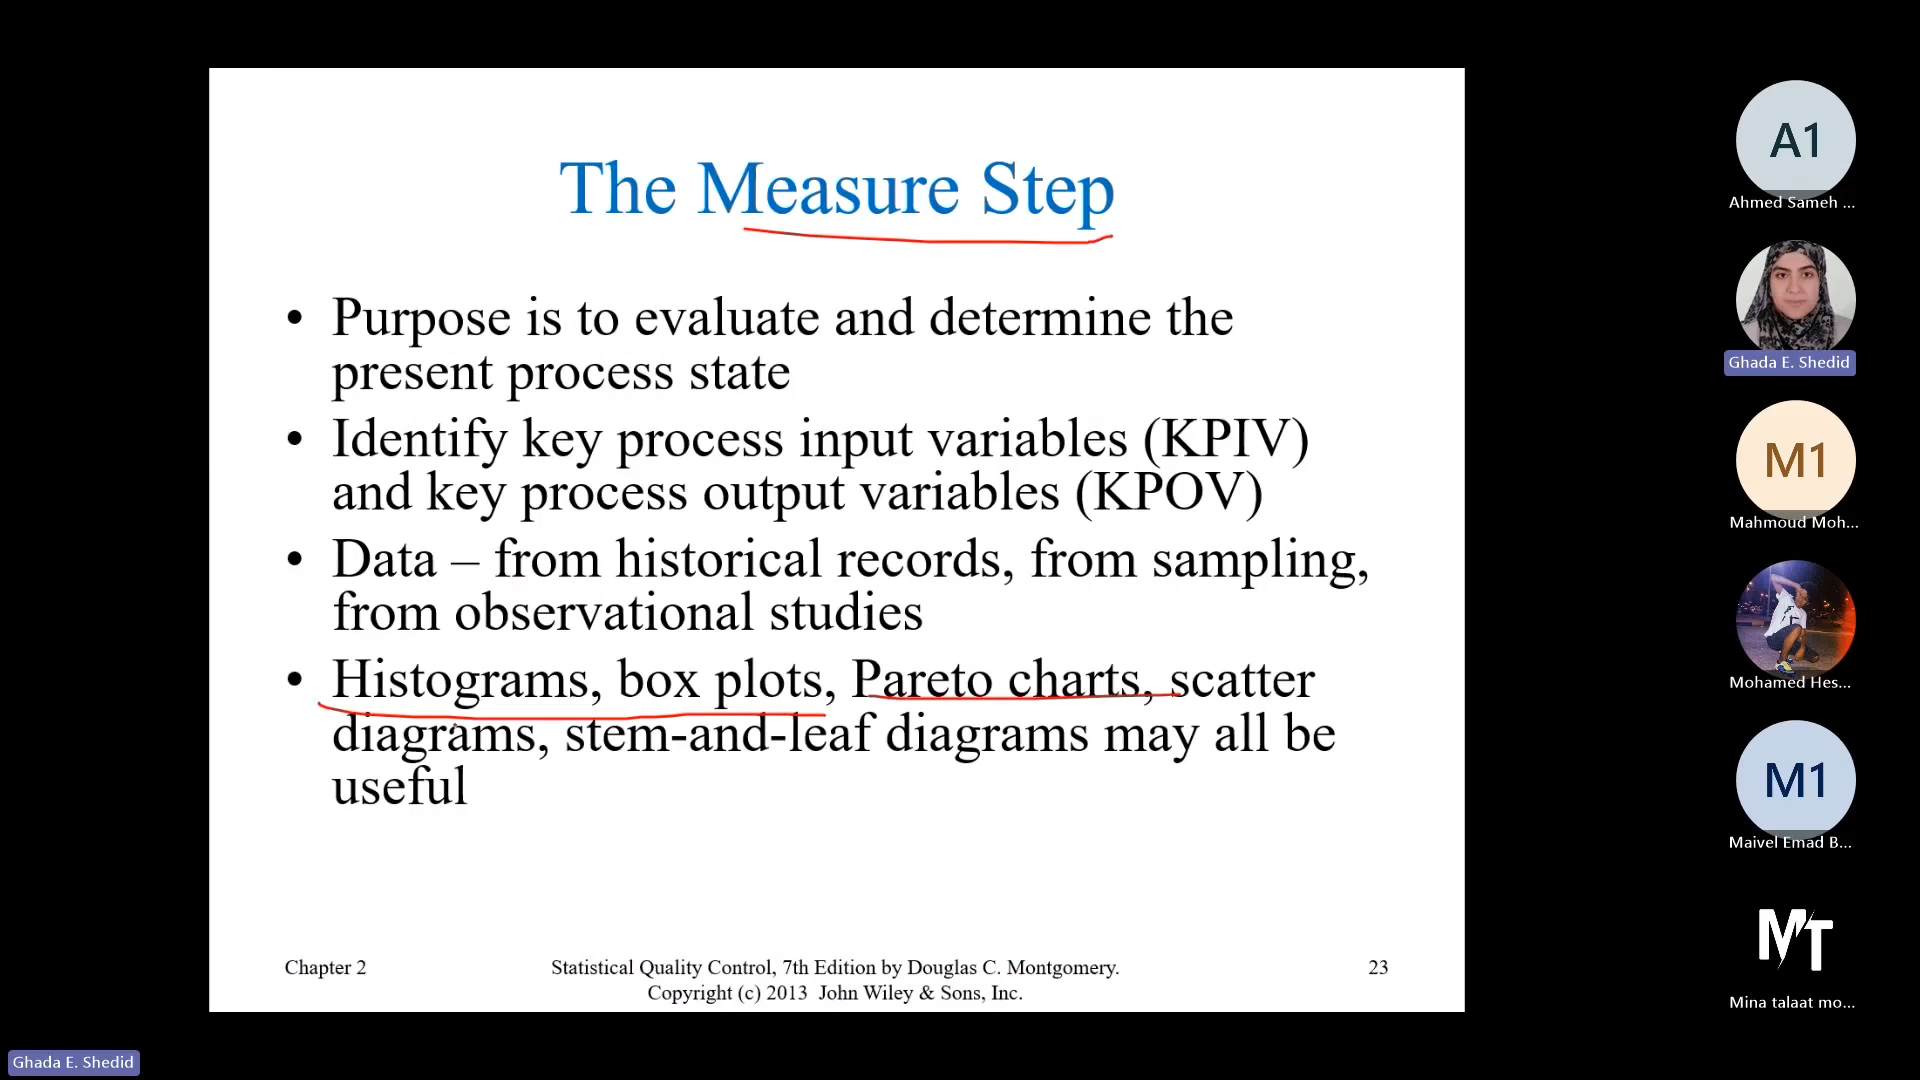 The Measure Step
• Purpose is to evaluate and determine the
present process state
• Identify key process input variables (KPIV)
and key process output variables (KPOV)
• Data – from historical records, from sampling,
from observational studies
• Histograms, box plots, Pareto charts, scatter
diagrams, stem-and-leaf diagrams may all be
useful
Chapter 2
Statistical Quality Control, 7th Edition by Douglas C. Montgomery.
Copyright (c) 2013 John Wiley & Sons, Inc.
23
A1
Ahmed Sameh ...
Ghada E. Shedid
M1
Mahmoud Moh...
Mohamed Hes...
M1
Maivel Emad B...
MT
Mina talaat mo...
Ghada E. Shedid